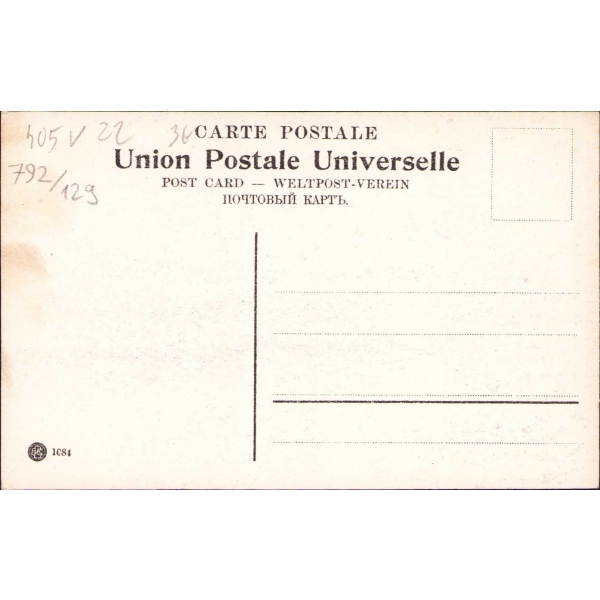 405 V 22 36
792/129
CARTE POSTALE
Union Postale Universelle
POST CARD — WELTPOST-VEREIN
ПОЧТОВЫЙ КАРТЪ.
1084